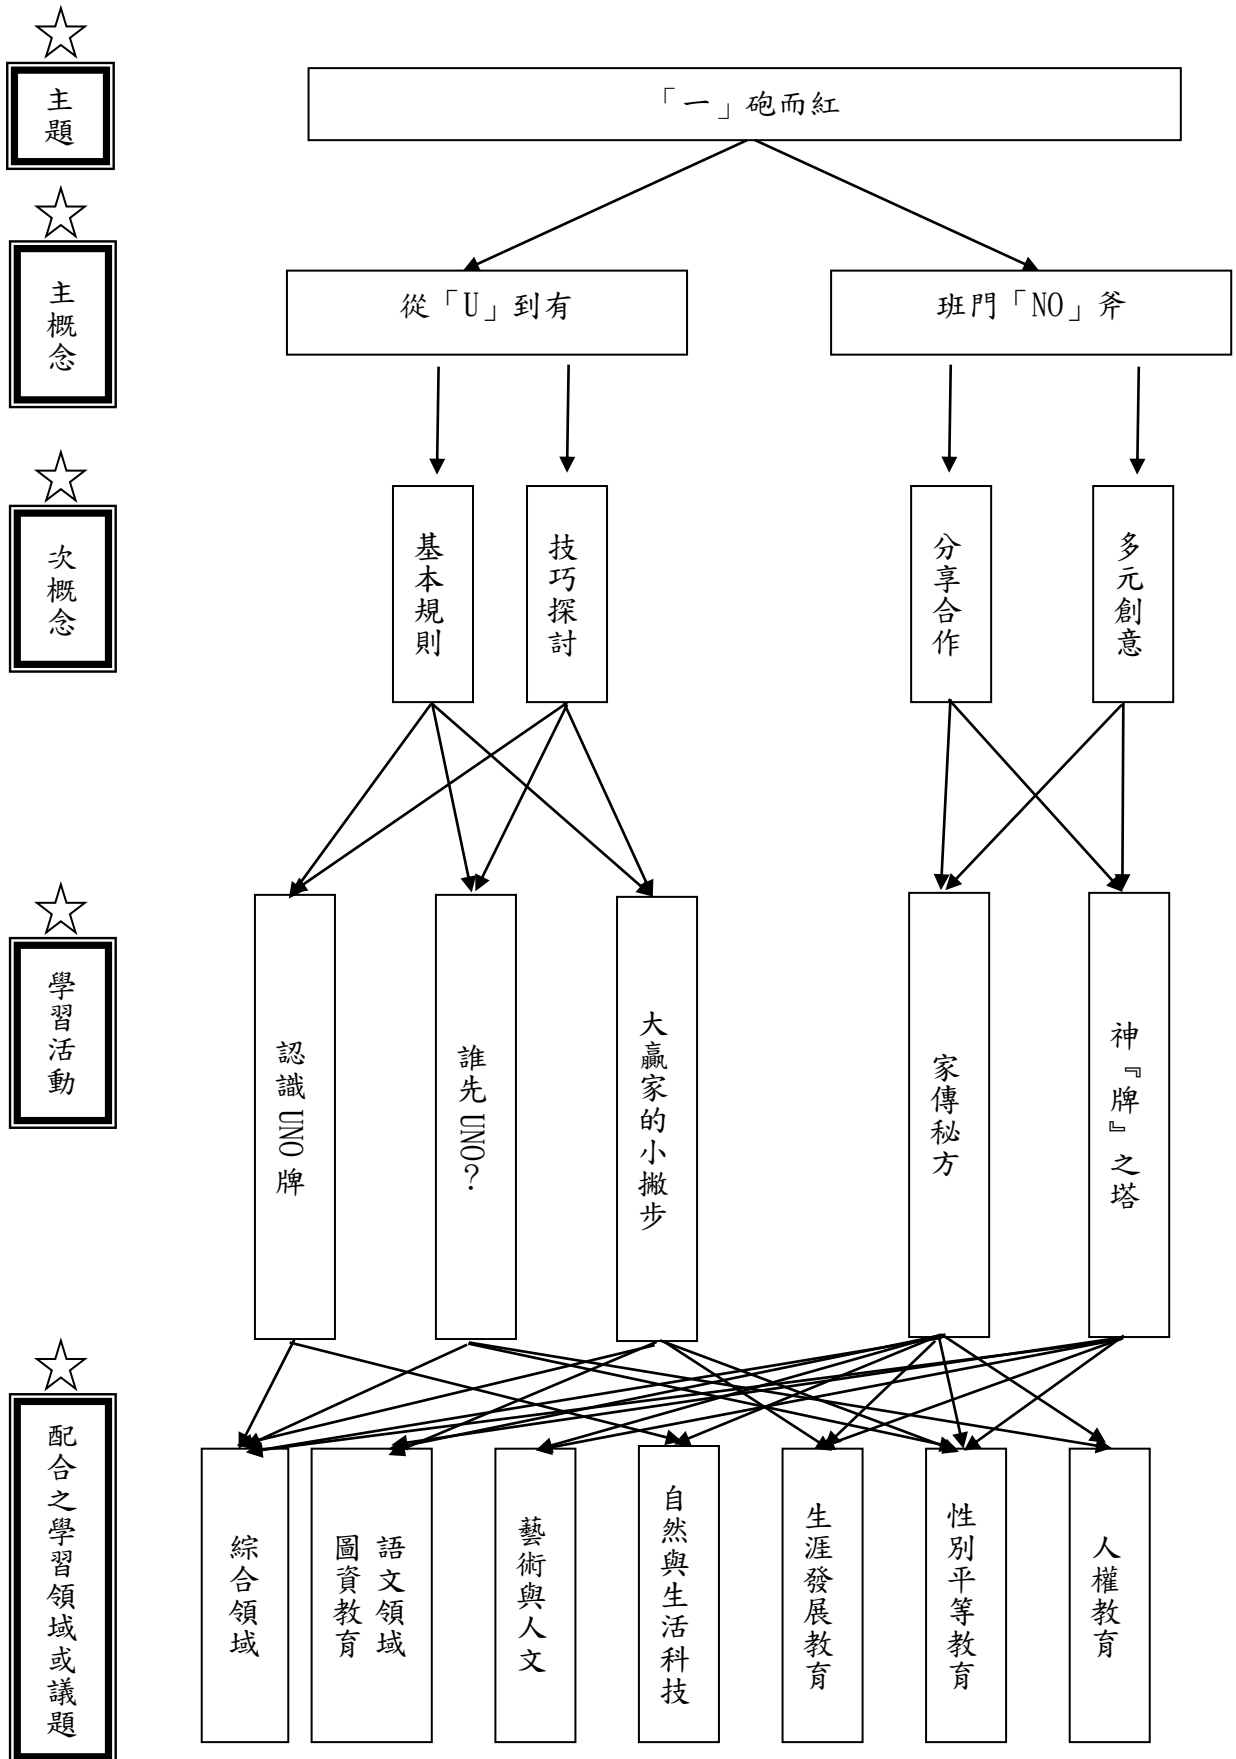 主題
「一」砲而紅
主概念
從「U」到有
班門「NO」斧
次概念
基本規則
技巧探討
分享合作
多元創意
學習活動
認識UNO牌
誰先UNO?
大贏家的小撇步
家傳秘方
神『牌』之塔
配合之學習領域或議題
綜合領域
語文領域
圖資教育
藝術與人文
自然與生活科技
生涯發展教育
性別平等教育
人權教育